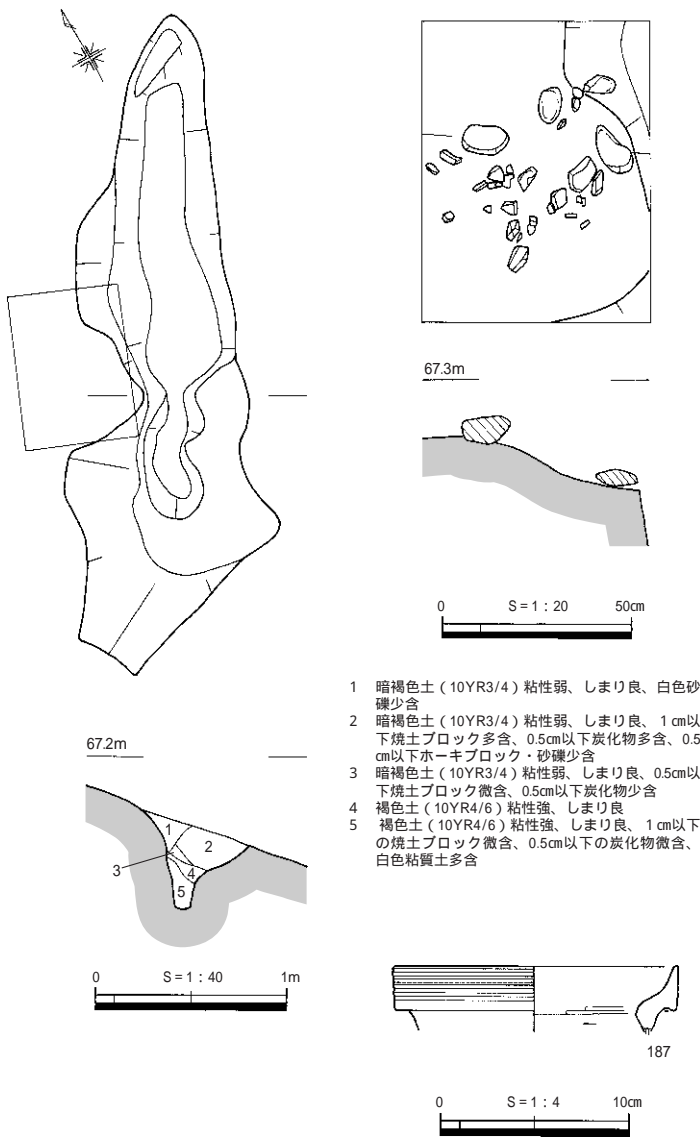 67.3m
0 S＝1：20 50cm
1 暗褐色土（10YR3/4）粘性弱、しまり良、白色砂
礫少含
2 暗褐色土（10YR3/4）粘性弱、しまり良、1cm以
下焼土ブロック多含、0.5cm以下炭化物多含、0.5
cm以下ホーキブロック・砂礫少含
3 暗褐色土（10YR3/4）粘性弱、しまり良、0.5cm以
下焼土ブロック微含、0.5cm以下炭化物少含
4 褐色土（10YR4/6）粘性強、しまり良
5 褐色土（10YR4/6）粘性強、しまり良、1cm以下
の焼土ブロック微含、0.5cm以下の炭化物微含、
白色粘質土多含
67.2m
1
2
3
4
5
0 S＝1：40 1m
187
0 S＝1：4 10cm